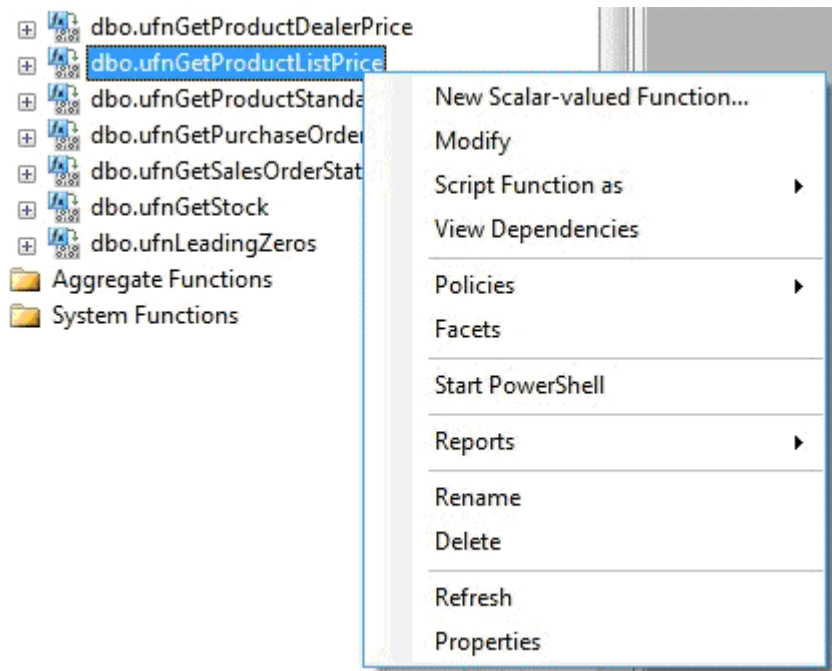 dbo.ufnGetProductDealerPrice
dbo.ufnGetProductListPrice
dbo.ufnGetProductStanda
dbo.ufnGetPurchaseOrder
dbo.ufnGetSalesOrderStat
dbo.ufnGetStock
dbo.ufnLeadingZeros
Aggregate Functions
System Functions
New Scalar-valued Function...
Modify
Script Function as
View Dependencies
Policies
Facets
Start PowerShell
Reports
Rename
Delete
Refresh
Properties